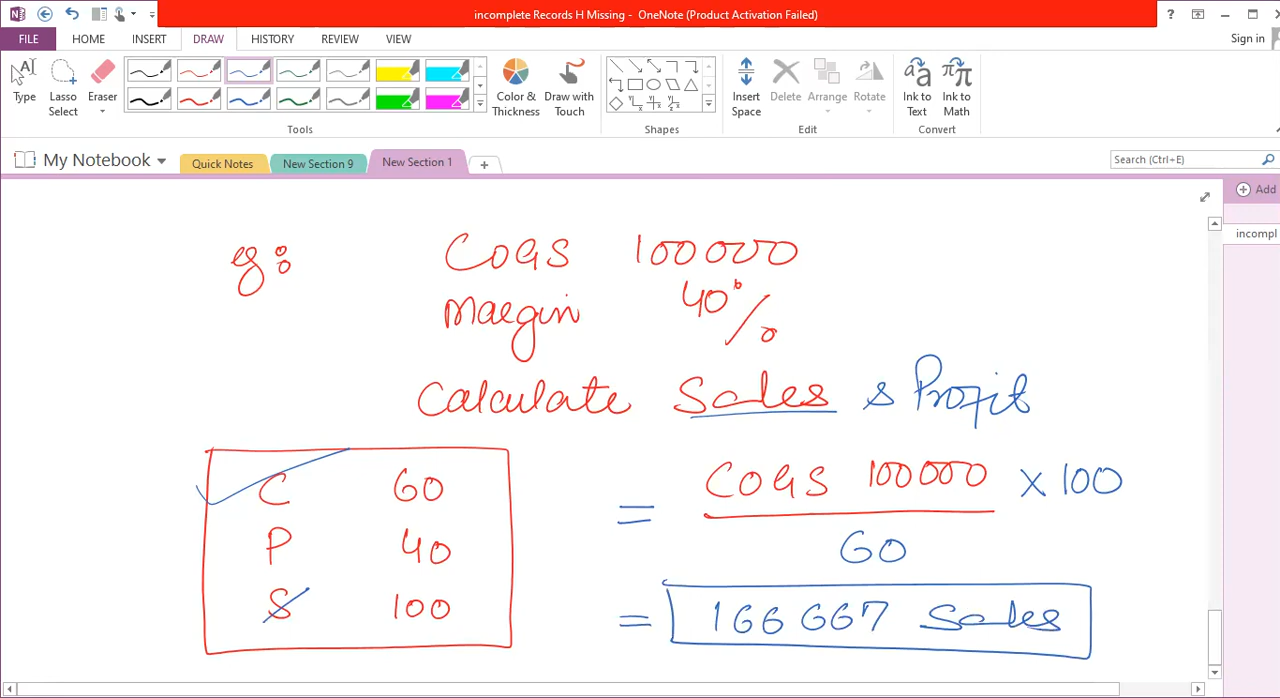 incomplete Records H Missing - OneNote (Product Activation Failed)
?
Sign in
FILE HOME INSERT DRAW HISTORY REVIEW VIEW
Type Lasso Select Eraser Color & Thickness Draw with Touch Insert Space Delete Arrange Rotate Ink to Text Ink to Math
Tools Shapes Edit Convert
My Notebook Quick Notes New Section 9 New Section 1 + Search (Ctrl+E)
Add
incompl
eg:
COGS 100000
Margin 40%
Calculate Sales & Profit
C 60
P 40
S 100
= COGS 100000 × 100
60
= 166 667 Sales